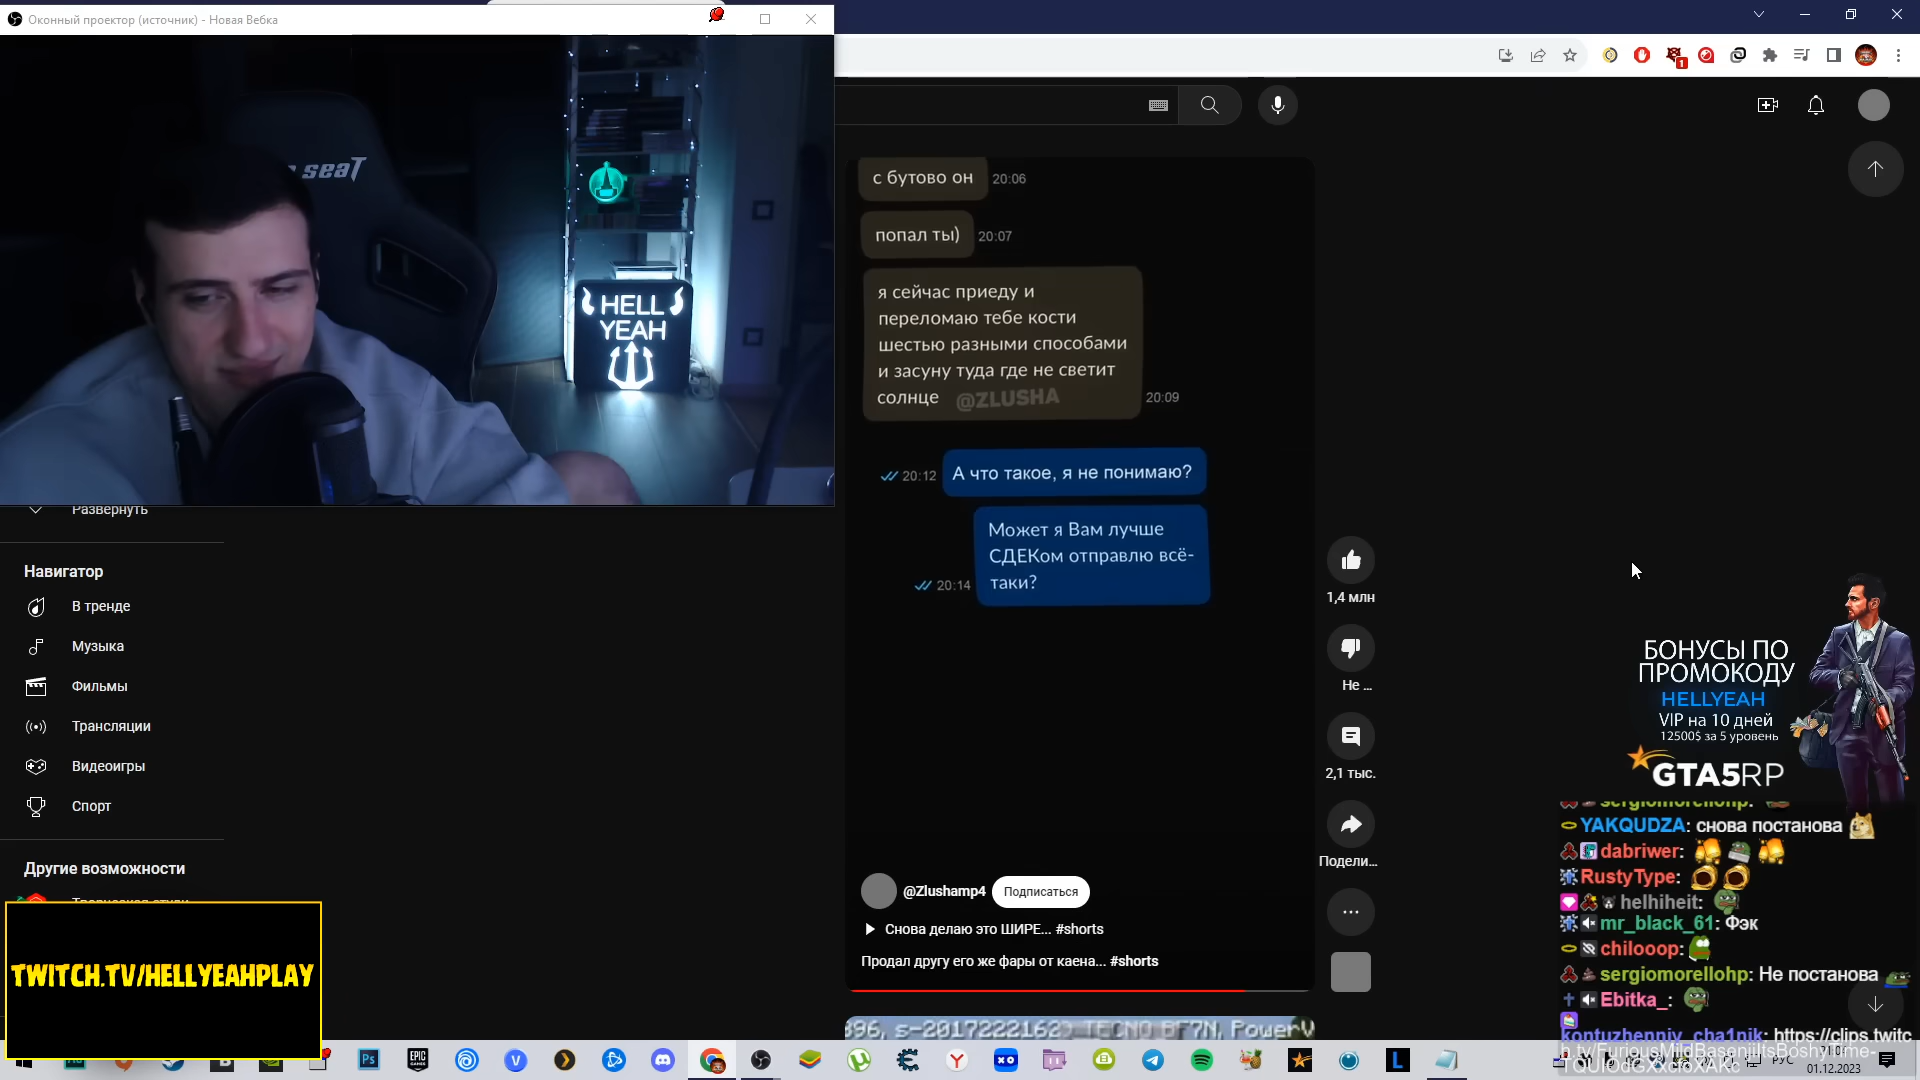 Оконный проектор (источник) - Новая Вебка
seat
HELL
YEAH
1
с бутово он 20:06
попал ты) 20:07
я сейчас приеду и
переломаю тебе кости
шестью разными способами
и засуну туда где не светит
солнце
@ZLUSHA
20:09
20:12 А что такое, я не понимаю?
Может я Вам лучше
СДЕКом отправлю всё-
таки?
20:14
1,4 млн
Не ...
2,1 тыс.
Подели...
@Zlushamp4 Подписаться
Снова делаю это ШИРЕ... #shorts
Продал другу его же фары от каена... #shorts
Развернуть
Навигатор
В тренде
Музыка
Фильмы
Трансляции
Видеоигры
Спорт
Другие возможности
TWITCH.TV/HELLYEAHPLAY
БОНУСЫ ПО
ПРОМОКОДУ
HELLYEAH
VIP на 10 дней
12500$ за 5 уровень
GTA5RP
sergiomorellohp:
YAKQUDZA: снова постанова
dabriwer:
RustyType:
helhiheit:
mr_black_61: Фэк
chilooop:
sergiomorellohp: Не постанова
Ebitka_:
kontuzhenniy_cha1nik: https://clips.twitc
РУС
01.12.2023